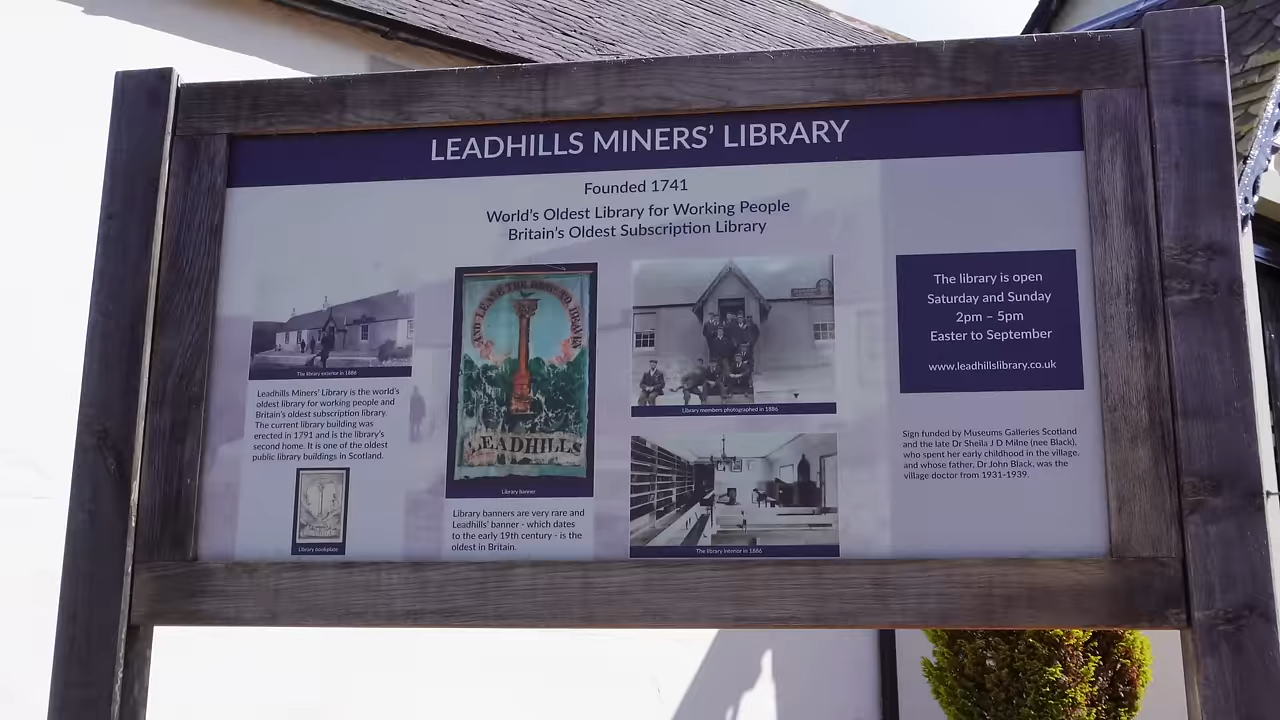 LEADHILLS MINERS' LIBRARY
Founded 1741
World's Oldest Library for Working People
Britain's Oldest Subscription Library
The library exterior in 1886
Leadhills Miners' Library is the world's
oldest library for working people and
Britain's oldest subscription library.
The current library building was
erected in 1791 and is the library's
second home. It is one of the oldest
public library buildings in Scotland.
Library bookplate
LEADHILLS
Library banner
Library banners are very rare and
Leadhills' banner - which dates
to the early 19th century - is the
oldest in Britain.
Library members photographed in 1886
The library interior in 1886
The library is open
Saturday and Sunday
2pm – 5pm
Easter to September
www.leadhillslibrary.co.uk
Sign funded by Museums Galleries Scotland
and the late Dr Sheila J D Milne (nee Black),
who spent her early childhood in the village,
and whose father, Dr John Black, was the
village doctor from 1931-1939.